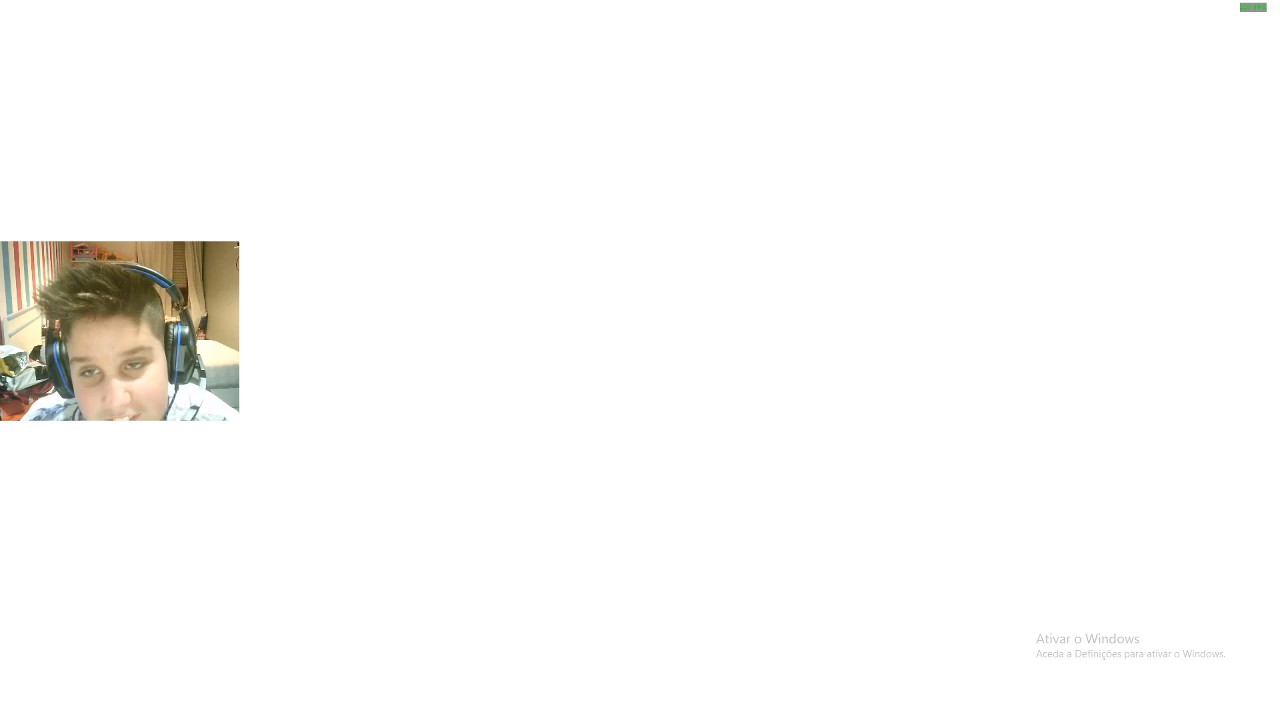 Ativar o Windows
Aceda a Definições para ativar o Windows.